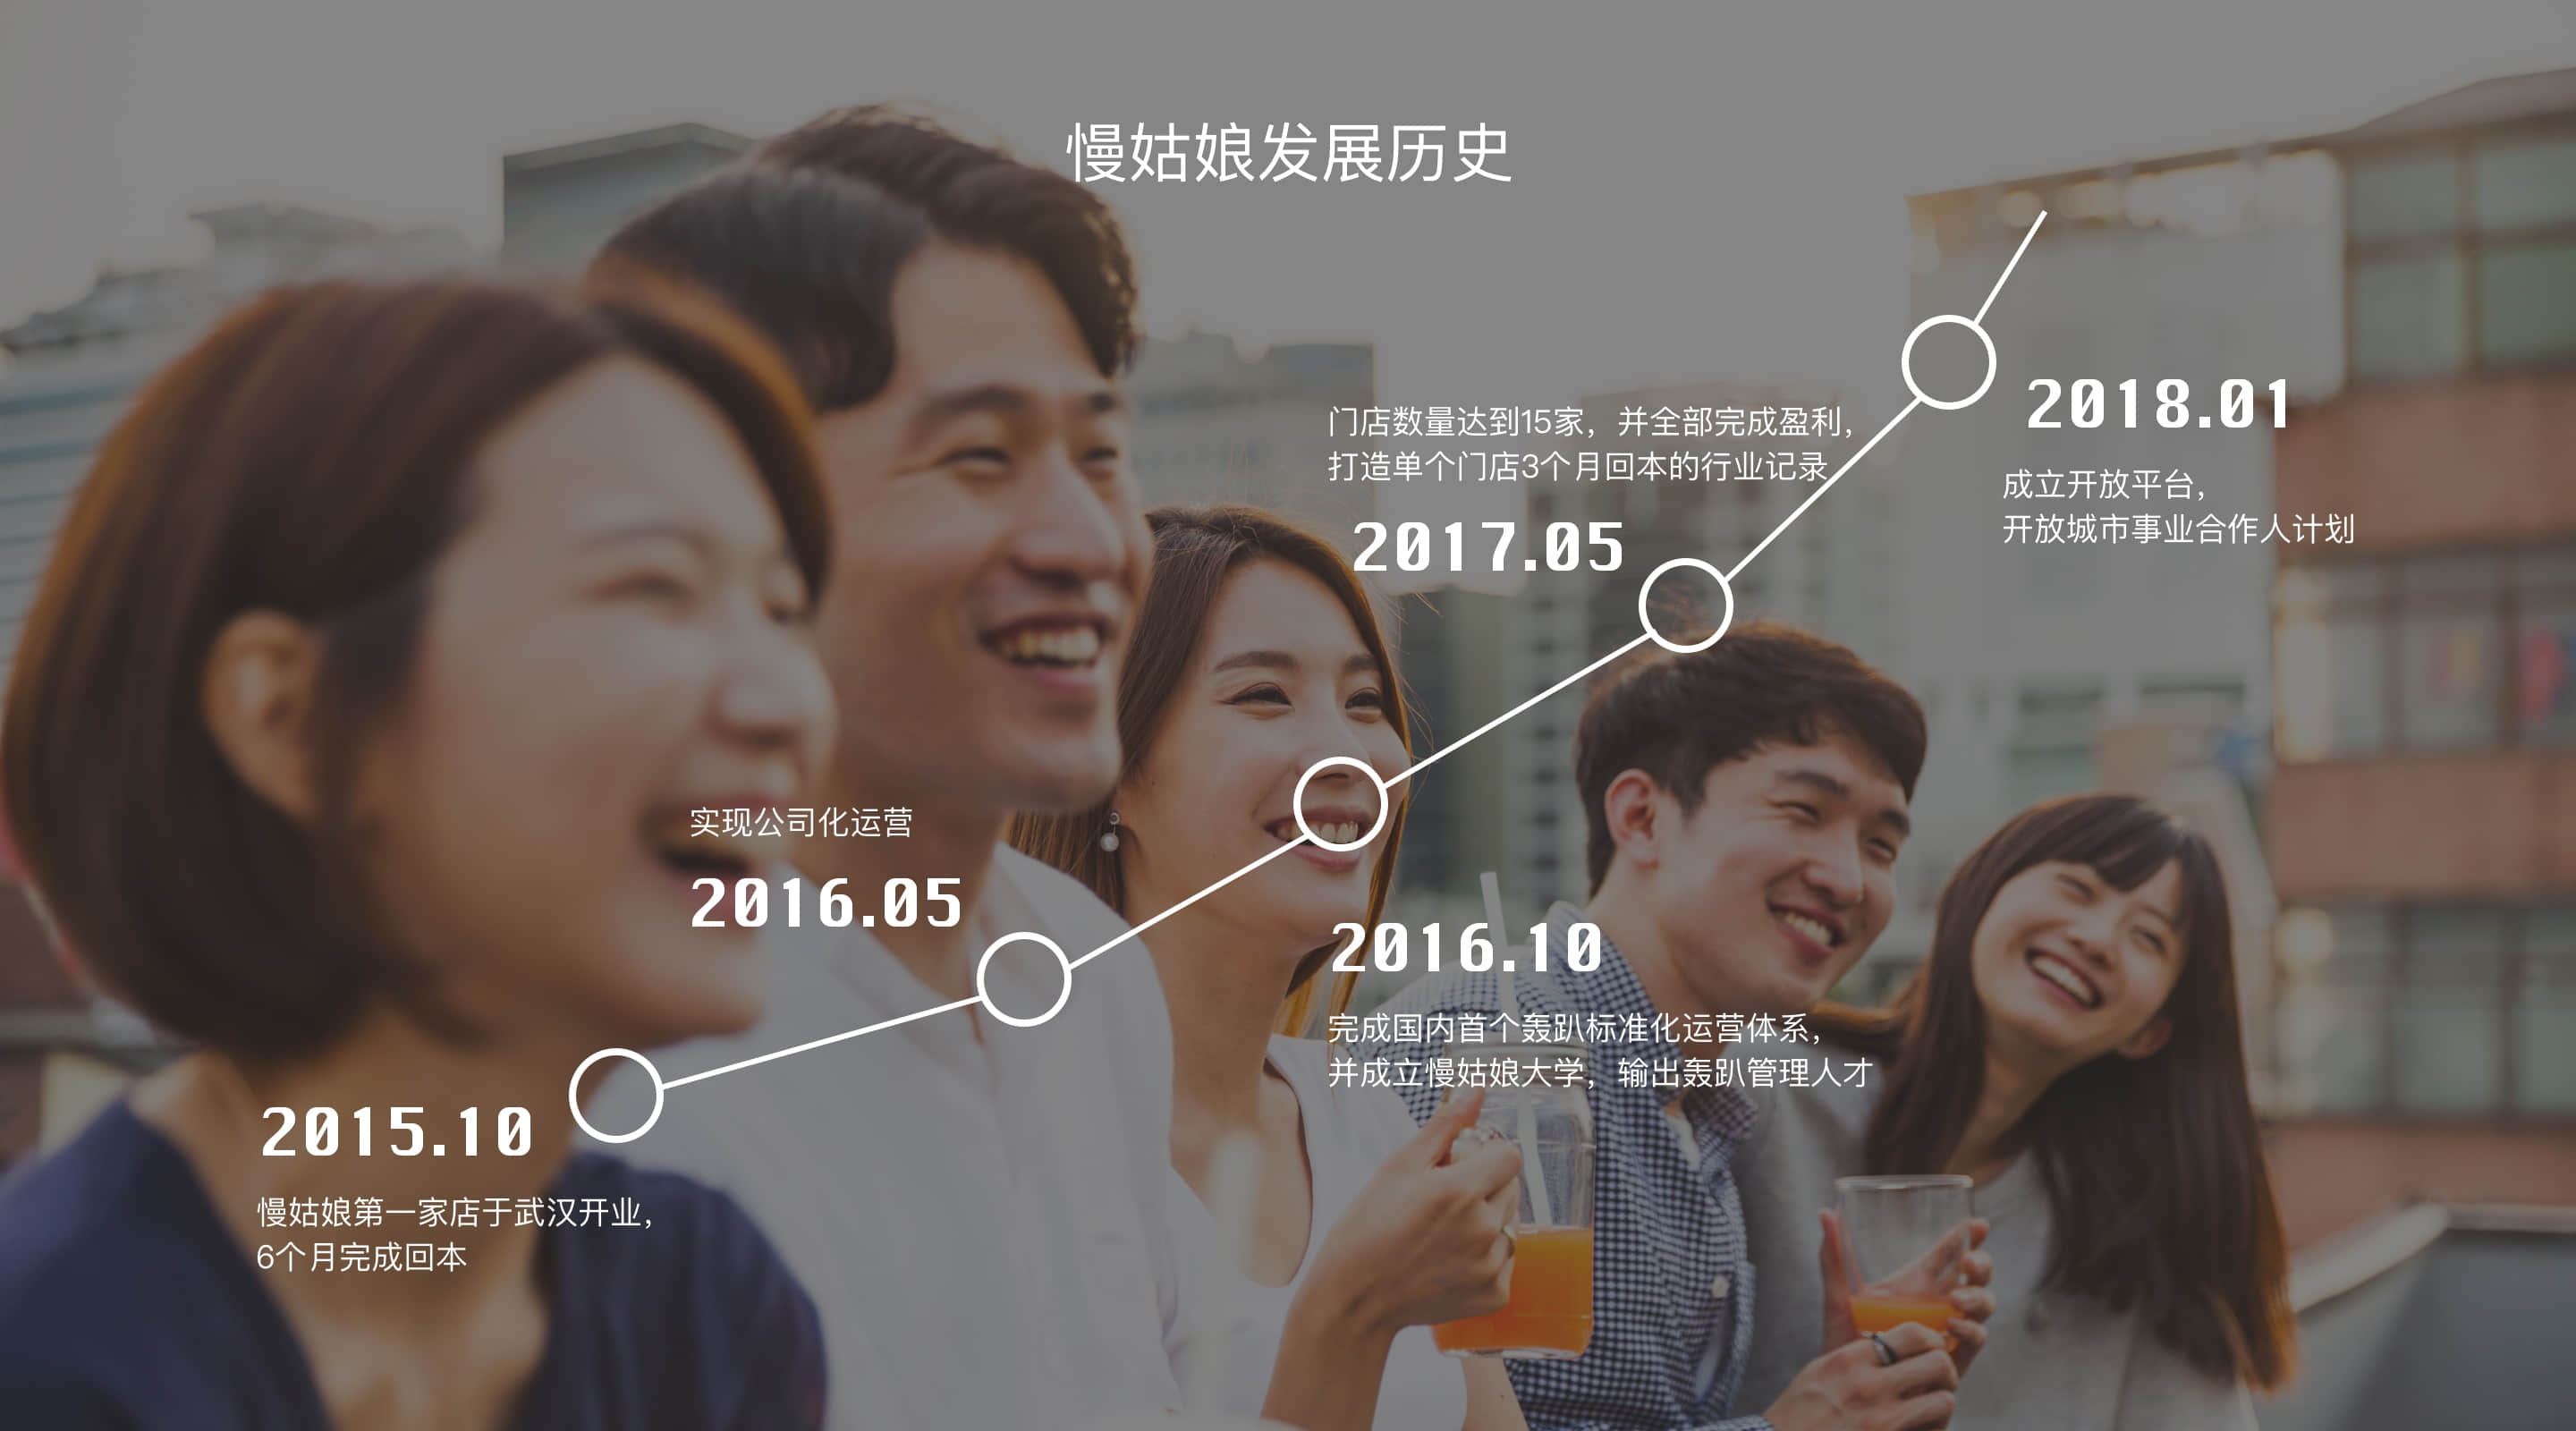 慢姑娘发展历史
门店数量达到15家，并全部完成盈利，
打造单个门店3个月回本的行业记录
2017.05
2018.01
成立开放平台，
开放城市事业合作人计划
实现公司化运营
2016.05
2016.10
完成国内首个轰趴标准化运营体系，
并成立慢姑娘大学，输出轰趴管理人才
2015.10
慢姑娘第一家店于武汉开业，
6个月完成回本